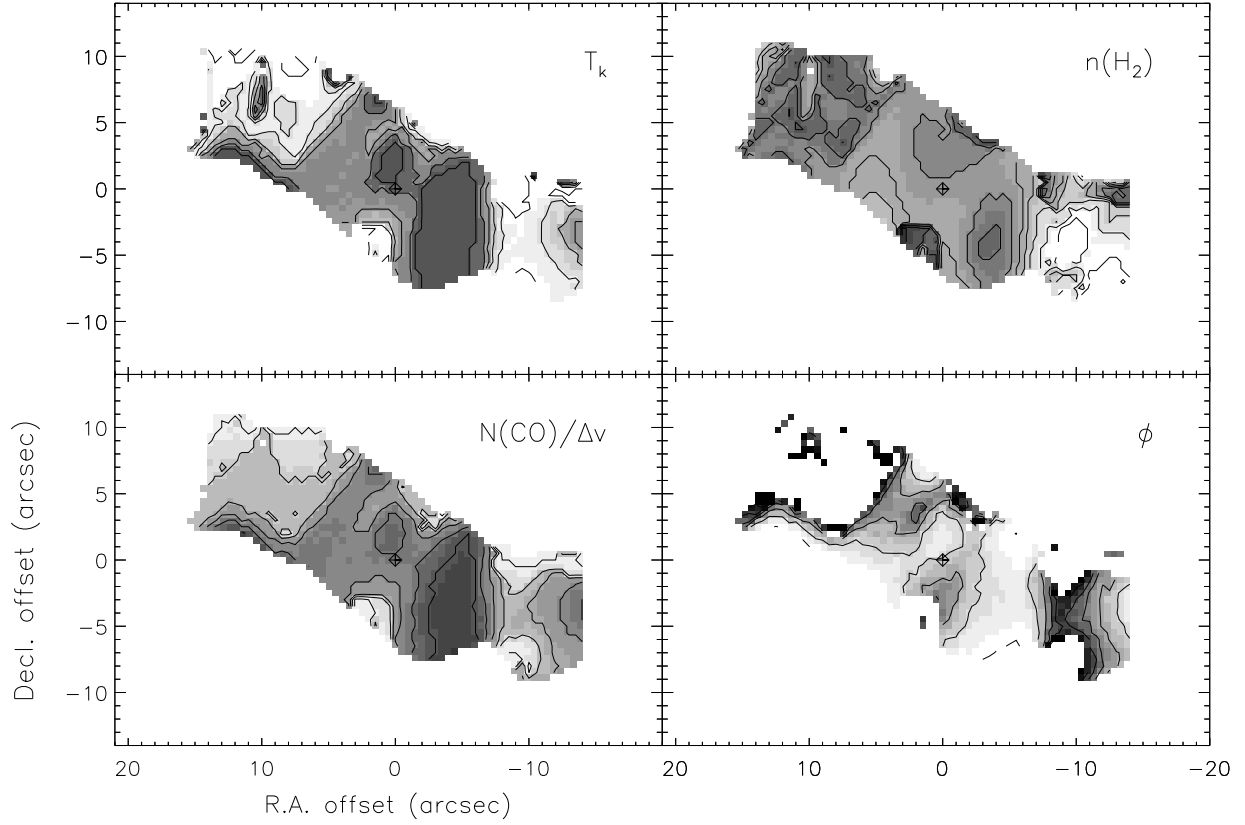 T_k
n(H_2)
10
5
0
−5
−10
N(CO)/Δv
φ
10
5
0
−5
−10
Decl. offset (arcsec)
20 10 0 −10 20 10 0 −10 −20
R.A. offset (arcsec)